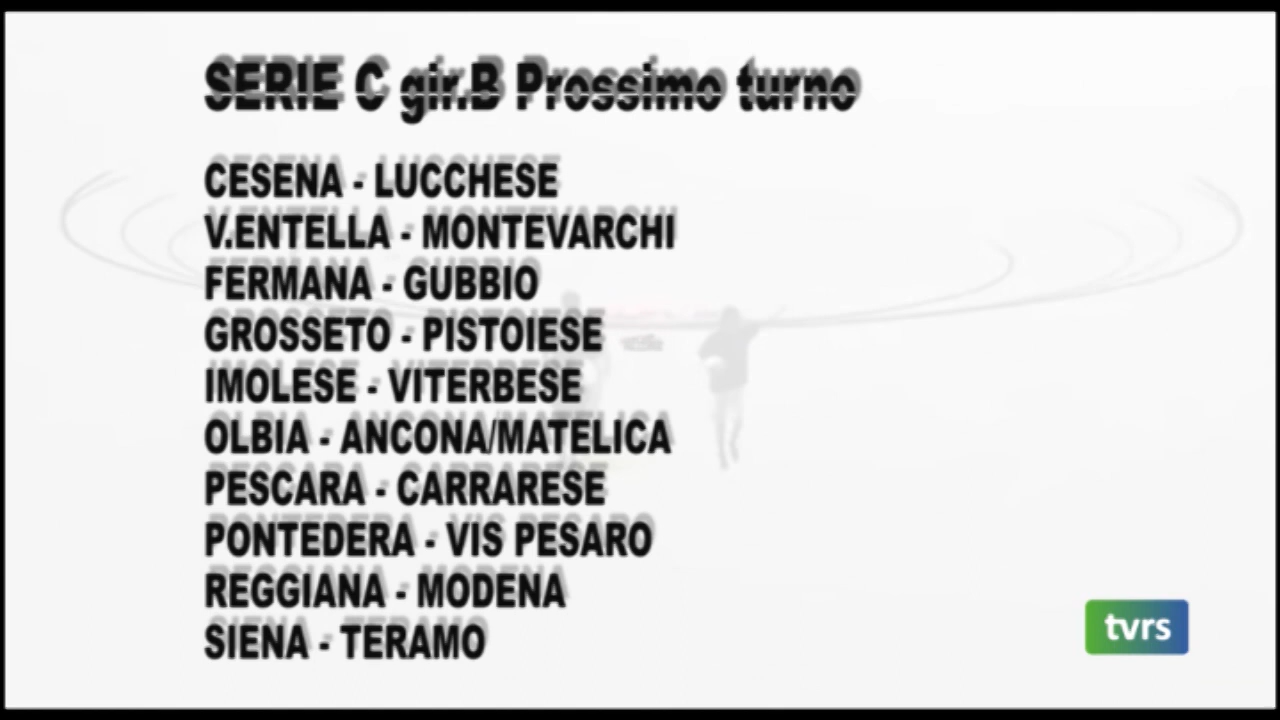 SERIE C gir.B Prossimo turno
CESENA - LUCCHESE
V.ENTELLA - MONTEVARCHI
FERMANA - GUBBIO
GROSSETO - PISTOIESE
IMOLESE - VITERBESE
OLBIA - ANCONA/MATELICA
PESCARA - CARRARESE
PONTEDERA - VIS PESARO
REGGIANA - MODENA
SIENA - TERAMO
tvrs